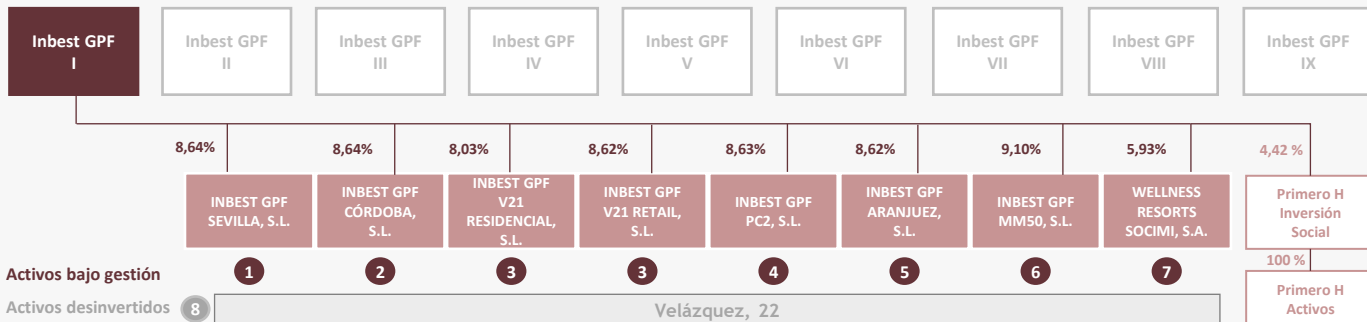 Inbest GPF
I
Inbest GPF
II
Inbest GPF
III
Inbest GPF
IV
Inbest GPF
V
Inbest GPF
VI
Inbest GPF
VII
Inbest GPF
VIII
Inbest GPF
IX
8,64%
8,64%
8,03%
8,62%
8,63%
8,62%
9,10%
5,93%
4,42 %
INBEST GPF
SEVILLA, S.L.
INBEST GPF
CÓRDOBA,
S.L.
INBEST GPF
V21
RESIDENCIAL,
S.L.
INBEST GPF
V21 RETAIL,
S.L.
INBEST GPF
PC2, S.L.
INBEST GPF
ARANJUEZ,
S.L.
INBEST GPF
MM50, S.L.
WELLNESS
RESORTS
SOCIMI, S.A.
Primero H
Inversión
Social
Activos bajo gestión
1
2
3
3
4
5
6
7
100 %
Activos desinvertidos
8
Velázquez, 22
Primero H
Activos